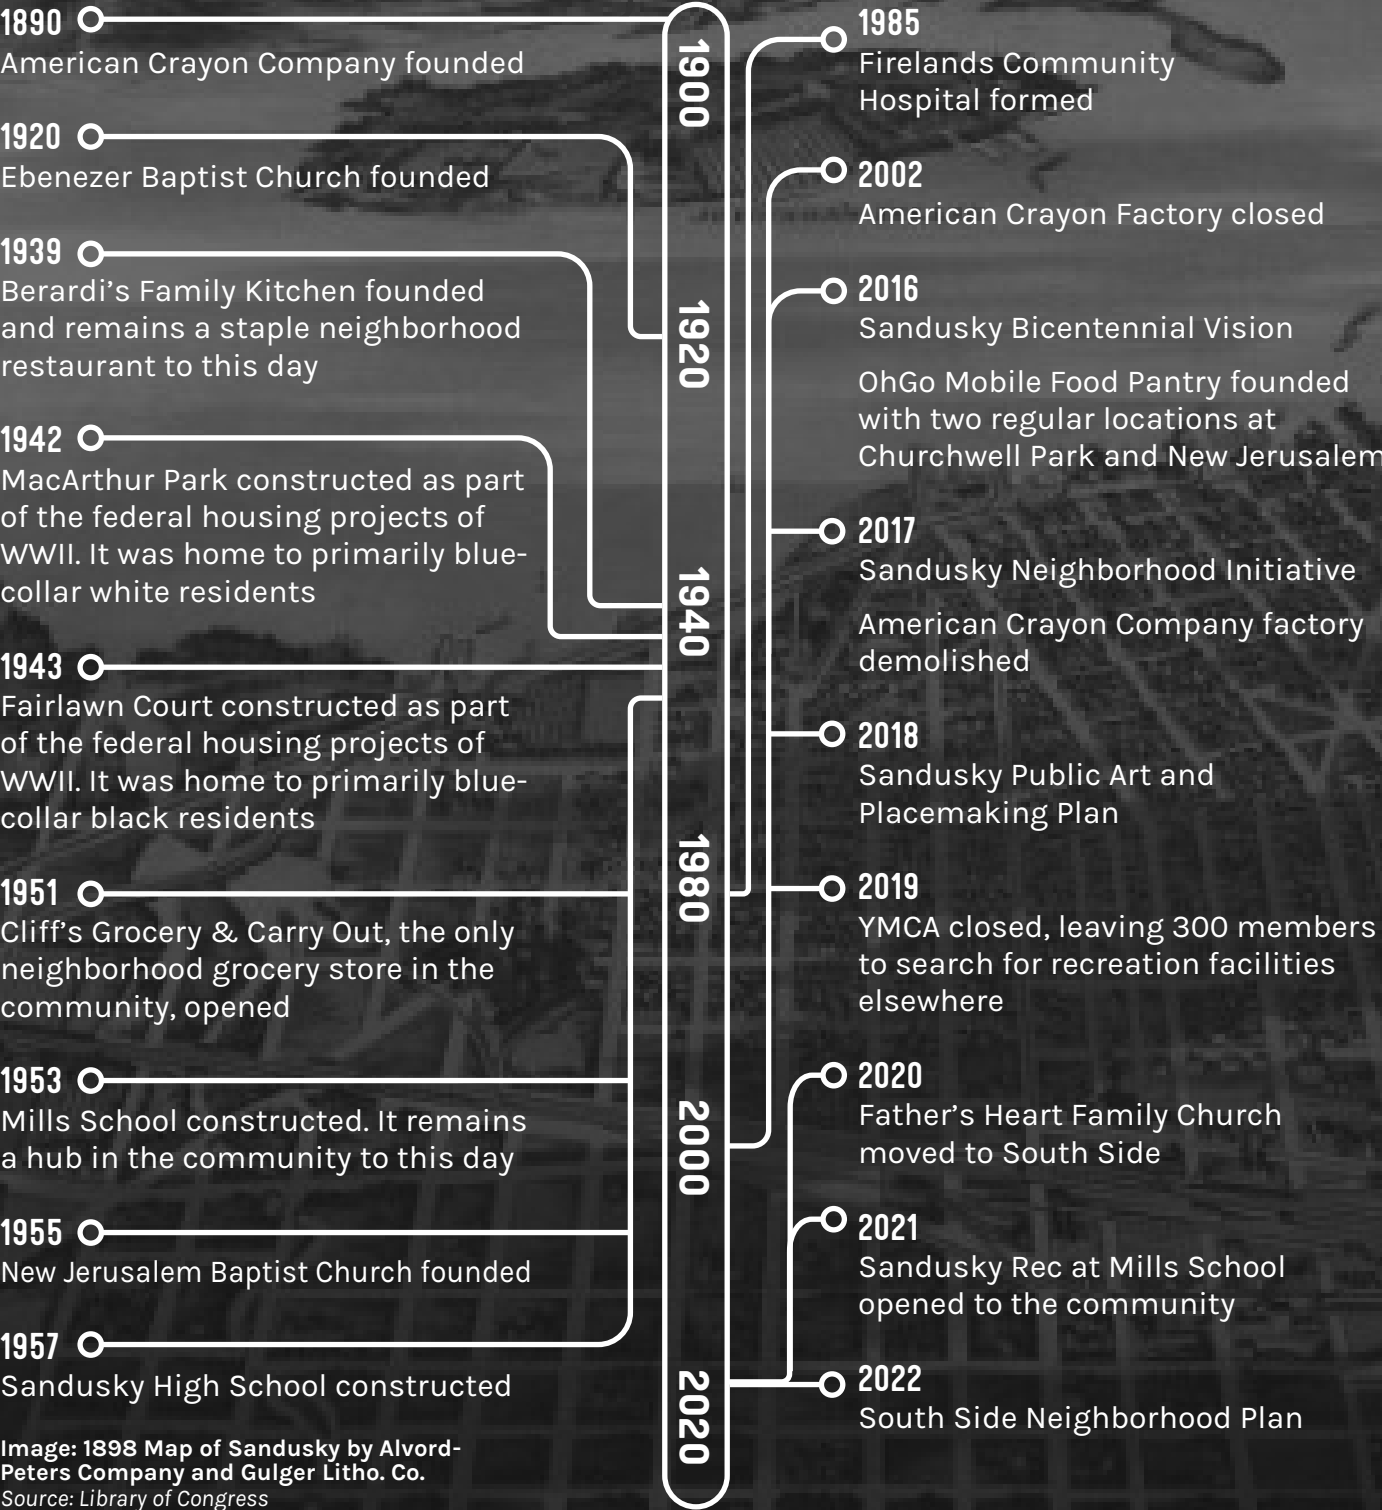 1890
American Crayon Company founded
1920
Ebenezer Baptist Church founded
1939
Berardi’s Family Kitchen founded
and remains a staple neighborhood
restaurant to this day
1942
MacArthur Park constructed as part
of the federal housing projects of
WWII. It was home to primarily blue-
collar white residents
1943
Fairlawn Court constructed as part
of the federal housing projects of
WWII. It was home to primarily blue-
collar black residents
1951
Cliff’s Grocery & Carry Out, the only
neighborhood grocery store in the
community, opened
1953
Mills School constructed. It remains
a hub in the community to this day
1955
New Jerusalem Baptist Church founded
1957
Sandusky High School constructed
Image: 1898 Map of Sandusky by Alvord-
Peters Company and Gulger Litho. Co.
Source: Library of Congress
1900
1920
1940
1980
2000
2020
1985
Firelands Community
Hospital formed
2002
American Crayon Factory closed
2016
Sandusky Bicentennial Vision
OhGo Mobile Food Pantry founded
with two regular locations at
Churchwell Park and New Jerusalem
2017
Sandusky Neighborhood Initiative
American Crayon Company factory
demolished
2018
Sandusky Public Art and
Placemaking Plan
2019
YMCA closed, leaving 300 members
to search for recreation facilities
elsewhere
2020
Father’s Heart Family Church
moved to South Side
2021
Sandusky Rec at Mills School
opened to the community
2022
South Side Neighborhood Plan